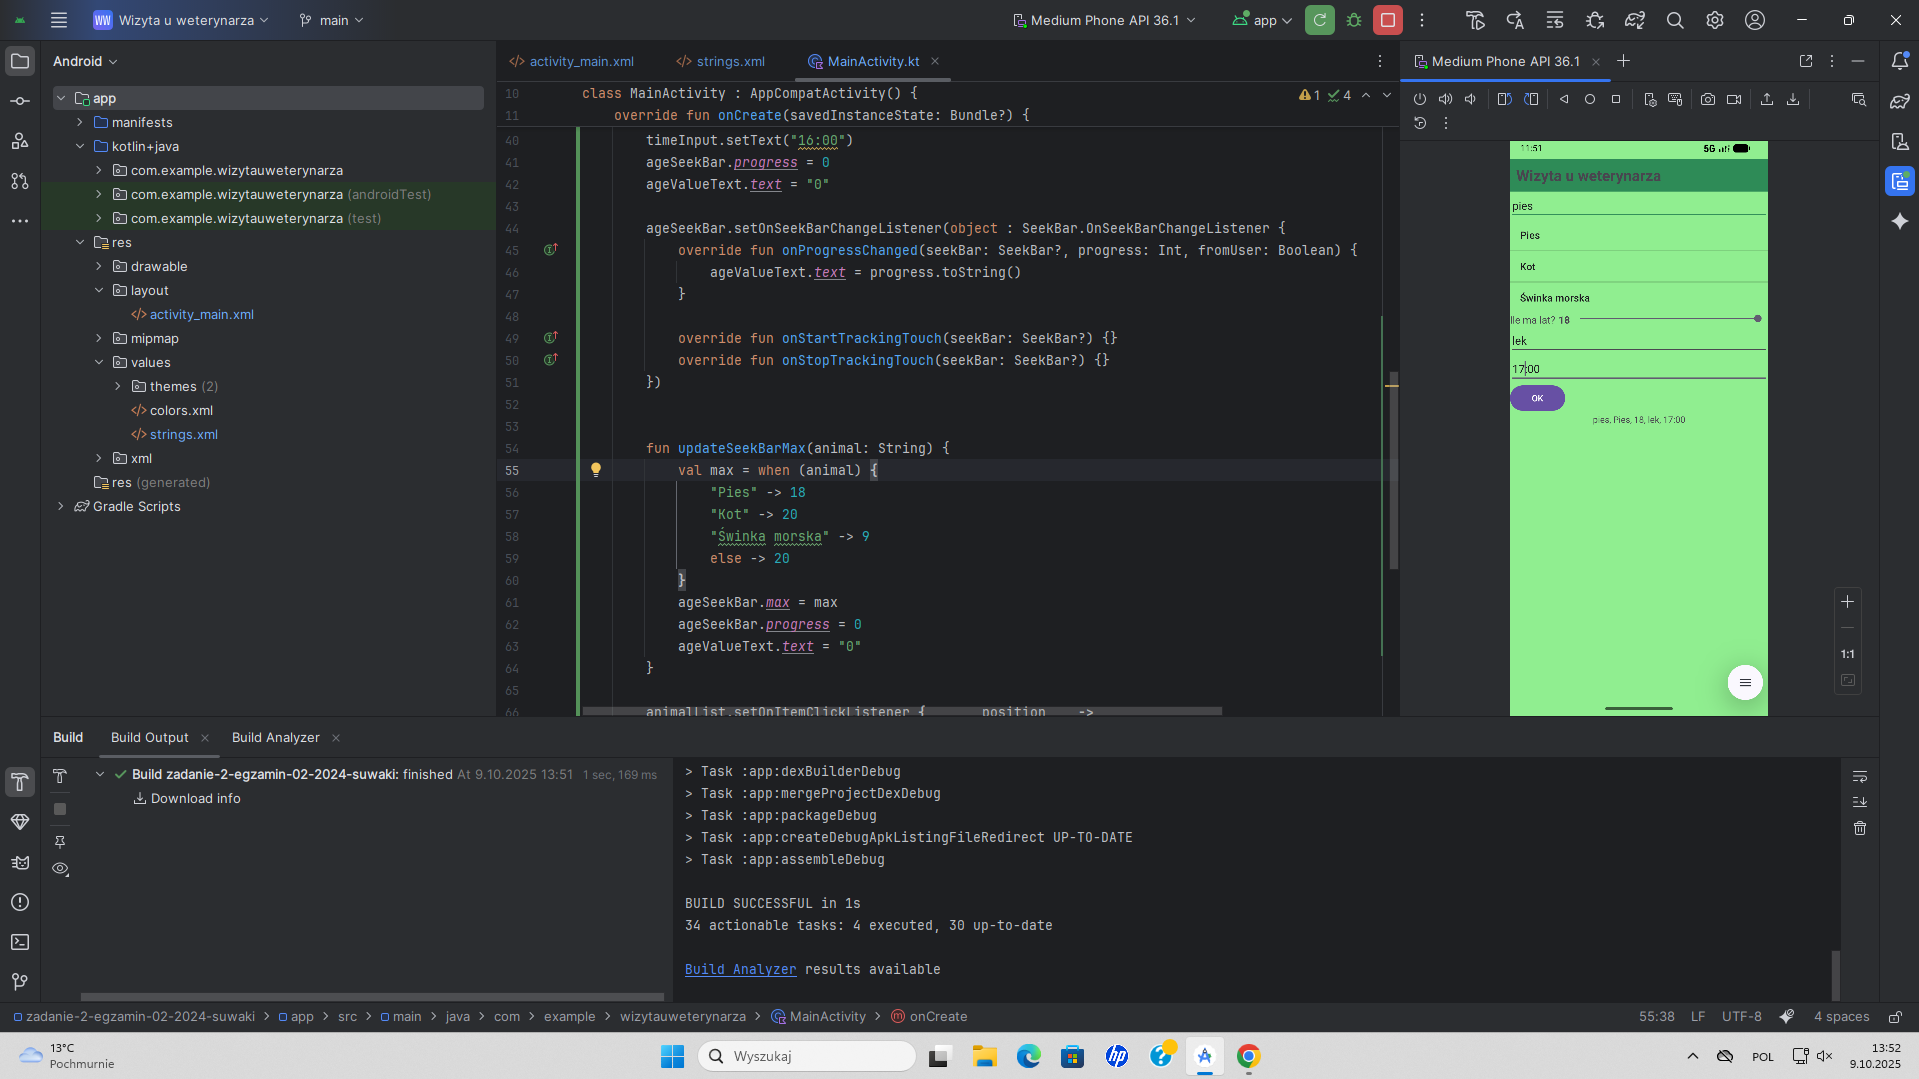 WW Wizyta u weterynarza main Medium Phone API 36.1 app
Android
app
manifests
kotlin+java
com.example.wizytauweterynarza
com.example.wizytauweterynarza (androidTest)
com.example.wizytauweterynarza (test)
res
drawable
layout
activity_main.xml
mipmap
values
themes (2)
colors.xml
strings.xml
xml
res (generated)
Gradle Scripts
activity_main.xml strings.xml MainActivity.kt
1 4
10 class MainActivity : AppCompatActivity() {
11 override fun onCreate(savedInstanceState: Bundle?) {
40 timeInput.setText("16:00")
41 ageSeekBar.progress = 0
42 ageValueText.text = "0"
43
44 ageSeekBar.setOnSeekBarChangeListener(object : SeekBar.OnSeekBarChangeListener {
45 override fun onProgressChanged(seekBar: SeekBar?, progress: Int, fromUser: Boolean) {
46 ageValueText.text = progress.toString()
47 }
48
49 override fun onStartTrackingTouch(seekBar: SeekBar?) {}
50 override fun onStopTrackingTouch(seekBar: SeekBar?) {}
51 })
52
53
54 fun updateSeekBarMax(animal: String) {
55 val max = when (animal) {
56 "Pies" -> 18
57 "Kot" -> 20
58 "Świnka morska" -> 9
59 else -> 20
60 }
61 ageSeekBar.max = max
62 ageSeekBar.progress = 0
63 ageValueText.text = "0"
64 }
65
66 animalList.setOnItemClickListener { _, _, position, _ ->
Medium Phone API 36.1
11:51 5G
Wizyta u weterynarza
pies
Pies
Kot
Świnka morska
Ile ma lat? 18
lek
17:00
OK
pies, Pies, 18, lek, 17:00
1:1
Build Build Output Build Analyzer
Build zadanie-2-egzamin-02-2024-suwaki: finished At 9.10.2025 13:51 1 sec, 169 ms
Download info
> Task :app:dexBuilderDebug
> Task :app:mergeProjectDexDebug
> Task :app:packageDebug
> Task :app:createDebugApkListingFileRedirect UP-TO-DATE
> Task :app:assembleDebug
BUILD SUCCESSFUL in 1s
34 actionable tasks: 4 executed, 30 up-to-date
Build Analyzer results available
zadanie-2-egzamin-02-2024-suwaki > app > src > main > java > com > example > wizytauweterynarza > MainActivity > onCreate 55:38 LF UTF-8 4 spaces
13°C
Pochmurnie
Wyszukaj
POL
13:52
9.10.2025